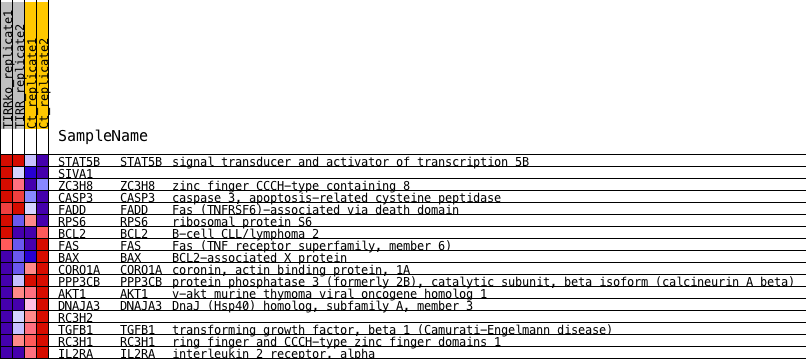 TIRRko_replicate1
TIRR_replicate2
Ct_replicate1
Ct_replicate2
SampleName
STAT5B STAT5B signal transducer and activator of transcription 5B
SIVA1
ZC3H8 ZC3H8 zinc finger CCCH-type containing 8
CASP3 CASP3 caspase 3, apoptosis-related cysteine peptidase
FADD FADD Fas (TNFRSF6)-associated via death domain
RPS6 RPS6 ribosomal protein S6
BCL2 BCL2 B-cell CLL/lymphoma 2
FAS FAS Fas (TNF receptor superfamily, member 6)
BAX BAX BCL2-associated X protein
CORO1A CORO1A coronin, actin binding protein, 1A
PPP3CB PPP3CB protein phosphatase 3 (formerly 2B), catalytic subunit, beta isoform (calcineurin A beta)
AKT1 AKT1 v-akt murine thymoma viral oncogene homolog 1
DNAJA3 DNAJA3 DnaJ (Hsp40) homolog, subfamily A, member 3
RC3H2
TGFB1 TGFB1 transforming growth factor, beta 1 (Camurati-Engelmann disease)
RC3H1 RC3H1 ring finger and CCCH-type zinc finger domains 1
IL2RA IL2RA interleukin 2 receptor, alpha